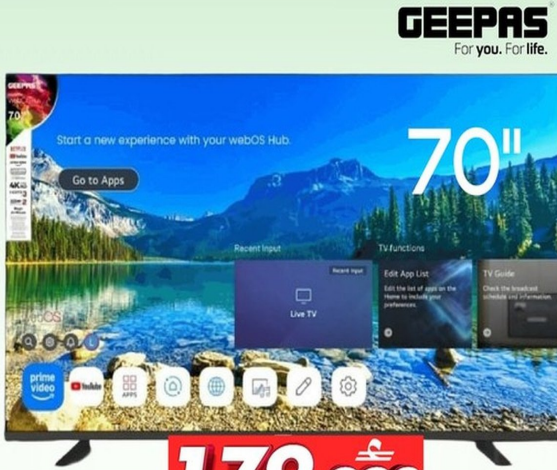 GEEPAS
For you. For life.
GEEPAS
70"
70"
Start a new experience with your webOS Hub.
Go to Apps
Recent Input
TV functions
Recent Input
Live TV
Edit App List
Edit the list of apps on the
Home to include your
preferences.
TV Guide
Check the broadcast
schedule and information.
prime
video
YouTube
APPS